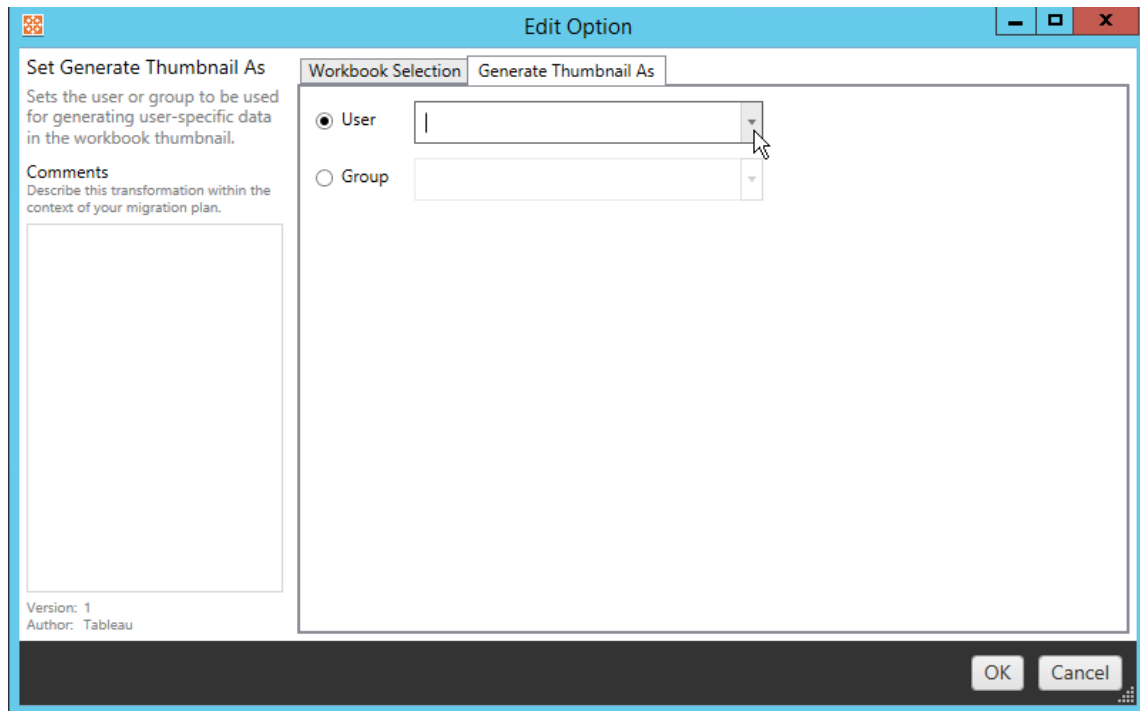 Edit Option
Set Generate Thumbnail As
Sets the user or group to be used
for generating user-specific data
in the workbook thumbnail.
Comments
Describe this transformation within the
context of your migration plan.
Version: 1
Author: Tableau
Workbook Selection
Generate Thumbnail As
User
Group
OK
Cancel